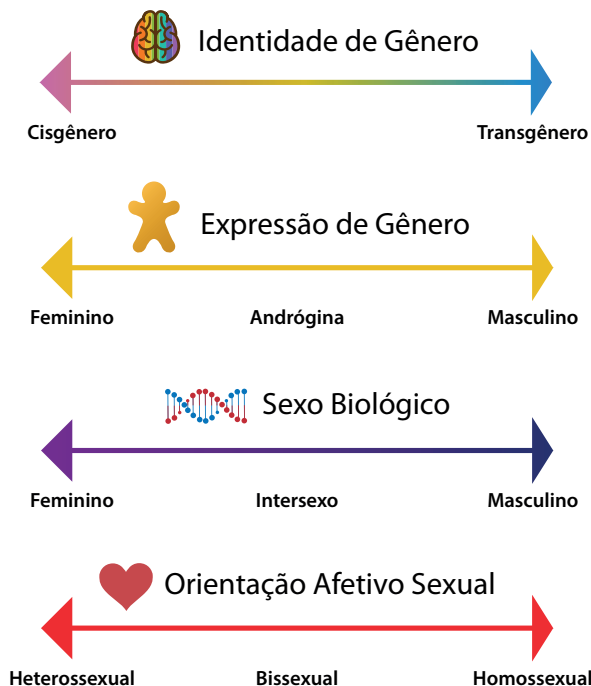 Identidade de Gênero
Cisgênero Transgênero
Expressão de Gênero
Feminino Andrógina Masculino
Sexo Biológico
Feminino Intersexo Masculino
Orientação Afetivo Sexual
Heterossexual Bissexual Homossexual